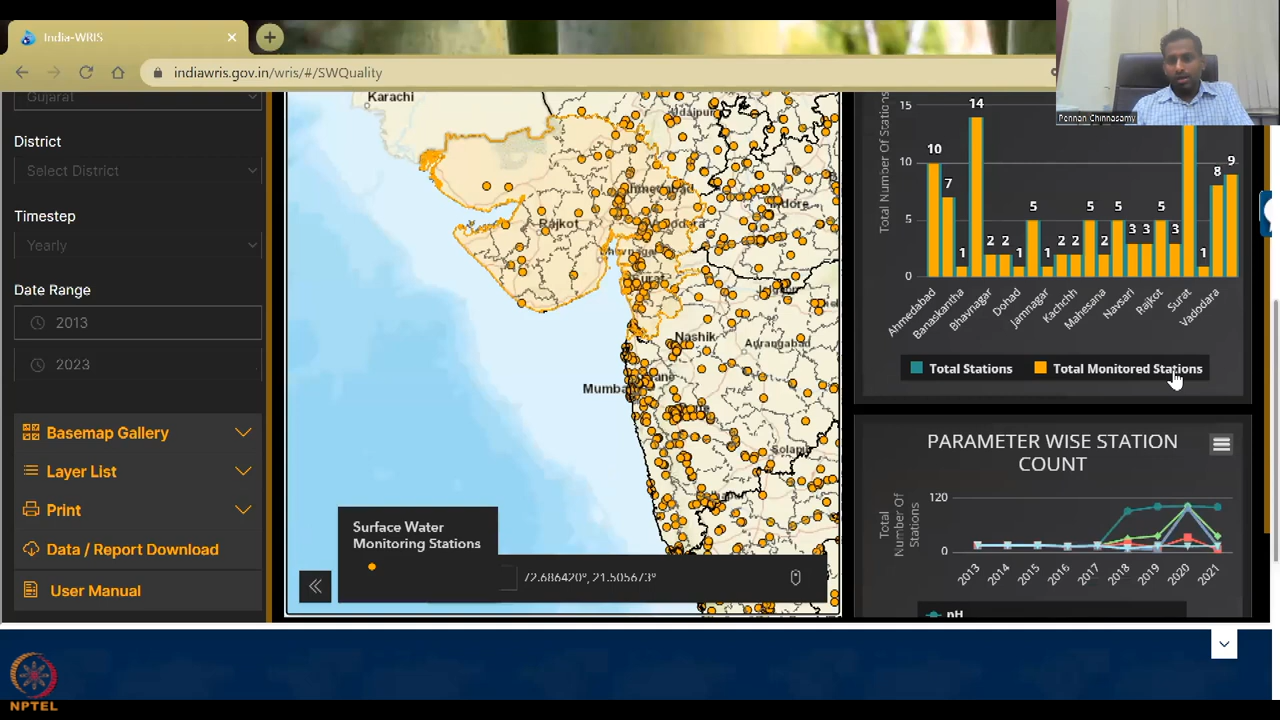 India-WRIS
indiawris.gov.in/wris/#/SWQuality
Pennan Chinnasamy
Gujarat
District
Select District
Timestep
Yearly
Date Range
2013
2023
Basemap Gallery
Layer List
Print
Data / Report Download
User Manual
Karachi
Udaipur
Rajkot
Indore
Surat
Nashik
Aurangabad
Mumbai
Solapur
Surface Water
Monitoring Stations
72.686420°, 21.505673°
Total Number Of Stations
15
10
5
0
10
7
1
14
2
2
1
5
1
2
2
5
2
5
3
3
5
3
1
8
9
Ahmedabad
Banaskantha
Bhavnagar
Dohad
Jamnagar
Kachchh
Mahesana
Navsari
Rajkot
Surat
Vadodara
Total Stations
Total Monitored Stations
PARAMETER WISE STATION
COUNT
Total
Number Of
Stations
120
0
2013
2014
2015
2016
2017
2018
2019
2020
2021
pH
NPTEL